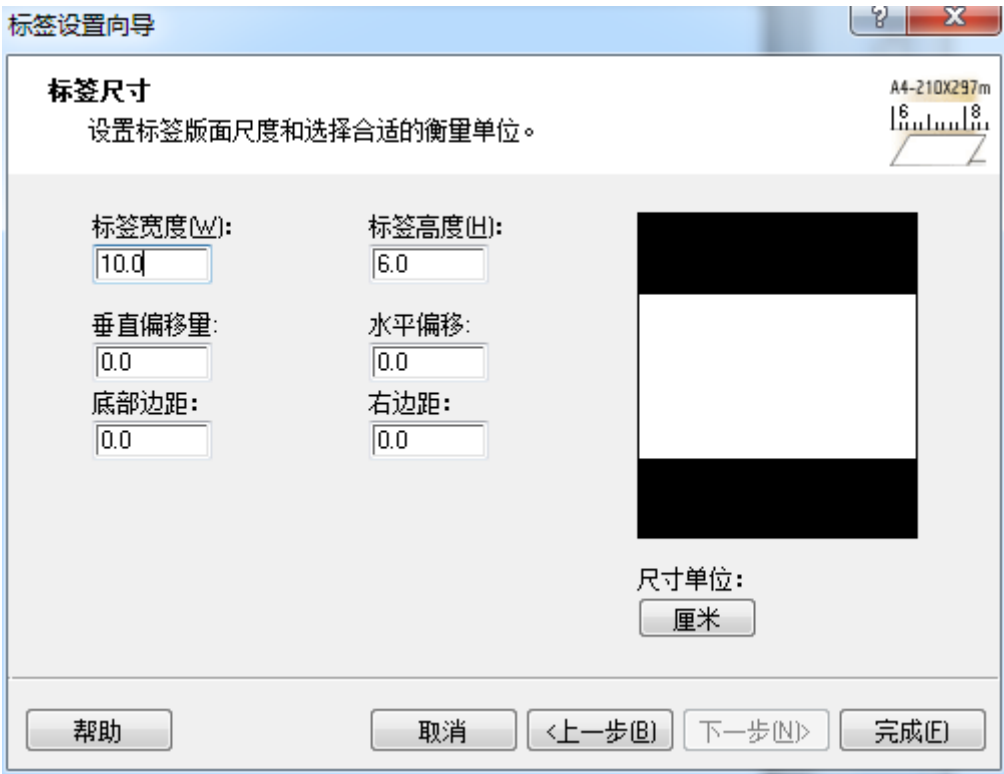 标签设置向导
?
X
标签尺寸
设置标签版面尺度和选择合适的衡量单位。
A4-210X297m
6 8
标签宽度(W): 标签高度(H):
10.0 6.0
垂直偏移量: 水平偏移:
0.0 0.0
底部边距: 右边距:
0.0 0.0
尺寸单位:
厘米
帮助 取消 <上一步(B) 下一步(N)> 完成(F)